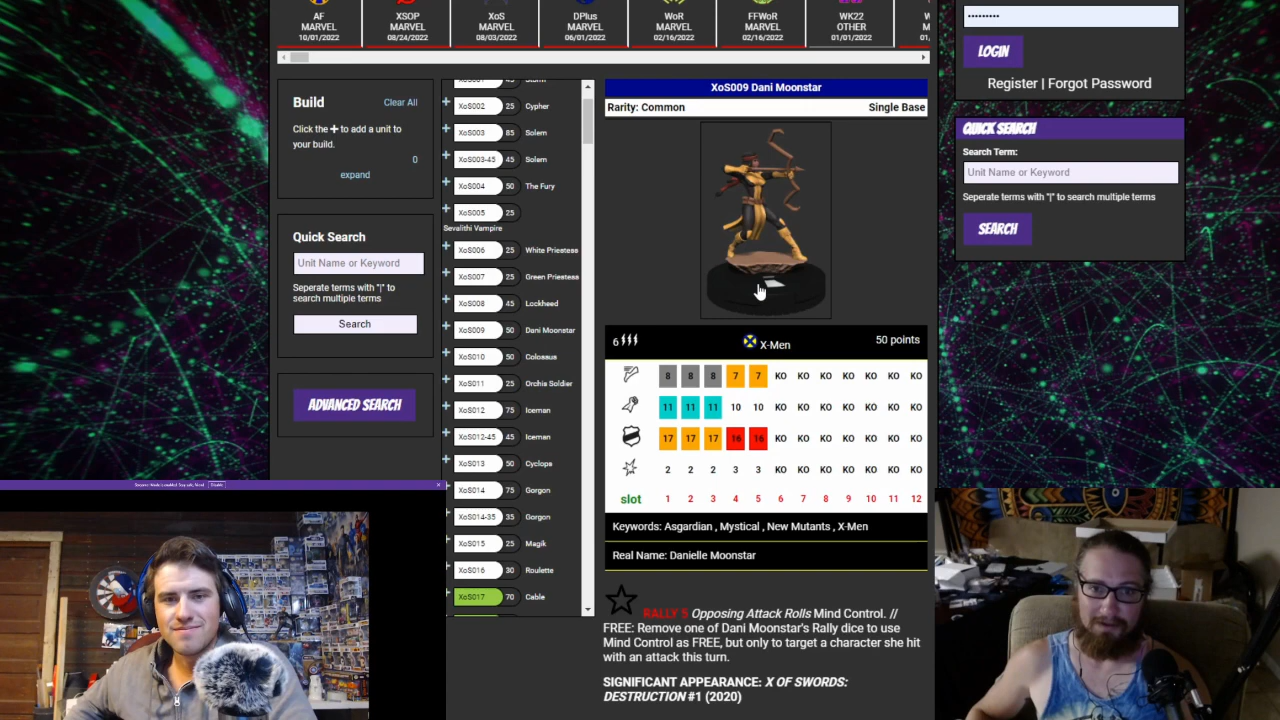 AF
MARVEL
10/01/2022
XSOP
MARVEL
08/24/2022
XoS
MARVEL
08/03/2022
DPlus
MARVEL
06/01/2022
WoR
MARVEL
02/16/2022
FFWoR
MARVEL
02/16/2022
WK22
OTHER
01/01/2022
LOGIN
Register | Forgot Password
QUICK SEARCH
Search Term:
Unit Name or Keyword
Seperate terms with "|" to search multiple terms
SEARCH
Build
Clear All
Click the + to add a unit to
your build.
0
expand
Quick Search
Unit Name or Keyword
Seperate terms with "|" to
search multiple terms
Search
ADVANCED SEARCH
XoS002 25 Cypher
XoS003 85 Solem
XoS003-45 45 Solem
XoS004 50 The Fury
XoS005 25
Sevalithi Vampire
XoS006 25 White Priestess
XoS007 25 Green Priestess
XoS008 45 Lockheed
XoS009 50 Dani Moonstar
XoS010 50 Colossus
XoS011 25 Orchis Soldier
XoS012 75 Iceman
XoS012-45 45 Iceman
XoS013 50 Cyclops
XoS014 75 Gorgon
XoS014-35 35 Gorgon
XoS015 25 Magik
XoS016 30 Roulette
XoS017 70 Cable
XoS009 Dani Moonstar
Rarity: Common Single Base
6 X-Men 50 points
8 8 8 7 7 KO KO KO KO KO KO KO
11 11 11 10 10 KO KO KO KO KO KO KO
17 17 17 16 16 KO KO KO KO KO KO KO
2 2 2 3 3 KO KO KO KO KO KO KO
slot 1 2 3 4 5 6 7 8 9 10 11 12
Keywords: Asgardian , Mystical , New Mutants , X-Men
Real Name: Danielle Moonstar
RALLY 5 Opposing Attack Rolls Mind Control. //
FREE: Remove one of Dani Moonstar's Rally dice to use
Mind Control as FREE, but only to target a character she hit
with an attack this turn.
SIGNIFICANT APPEARANCE: X OF SWORDS:
DESTRUCTION #1 (2020)